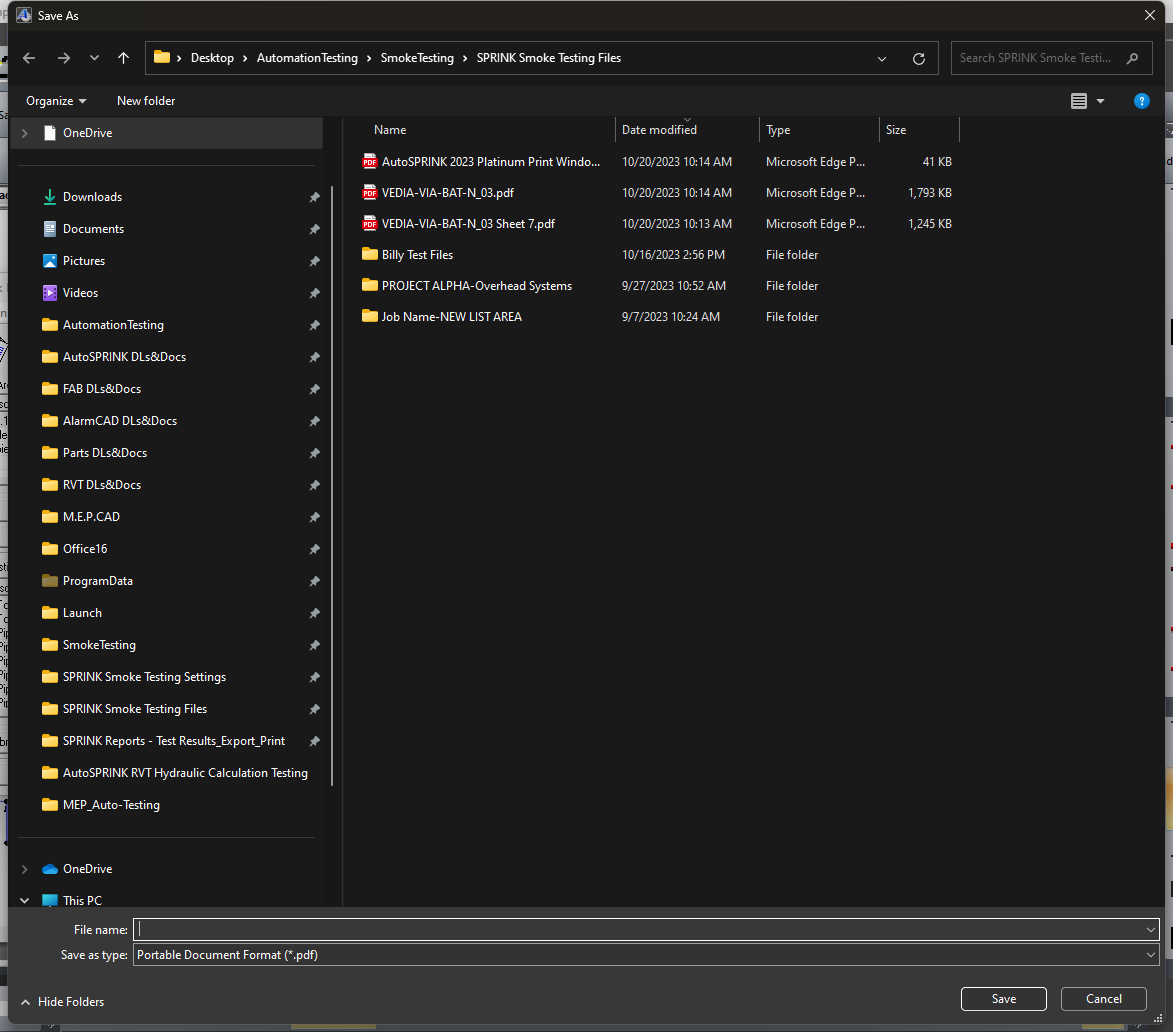 Save As
Desktop > AutomationTesting > SmokeTesting > SPRINK Smoke Testing Files
Search SPRINK Smoke Testi...
Organize
New folder
?
OneDrive
Downloads
Documents
Pictures
Videos
AutomationTesting
AutoSPRINK DLs&Docs
FAB DLs&Docs
AlarmCAD DLs&Docs
Parts DLs&Docs
RVT DLs&Docs
M.E.P.CAD
Office16
ProgramData
Launch
SmokeTesting
SPRINK Smoke Testing Settings
SPRINK Smoke Testing Files
SPRINK Reports - Test Results_Export_Print
AutoSPRINK RVT Hydraulic Calculation Testing
MEP_Auto-Testing
OneDrive
This PC
Name Date modified Type Size
PDF AutoSPRINK 2023 Platinum Print Windo... 10/20/2023 10:14 AM Microsoft Edge P... 41 KB
PDF VEDIA-VIA-BAT-N_03.pdf 10/20/2023 10:14 AM Microsoft Edge P... 1,793 KB
PDF VEDIA-VIA-BAT-N_03 Sheet 7.pdf 10/20/2023 10:13 AM Microsoft Edge P... 1,245 KB
Billy Test Files 10/16/2023 2:56 PM File folder
PROJECT ALPHA-Overhead Systems 9/27/2023 10:52 AM File folder
Job Name-NEW LIST AREA 9/7/2023 10:24 AM File folder
File name:
Save as type: Portable Document Format (*.pdf)
Hide Folders
Save
Cancel